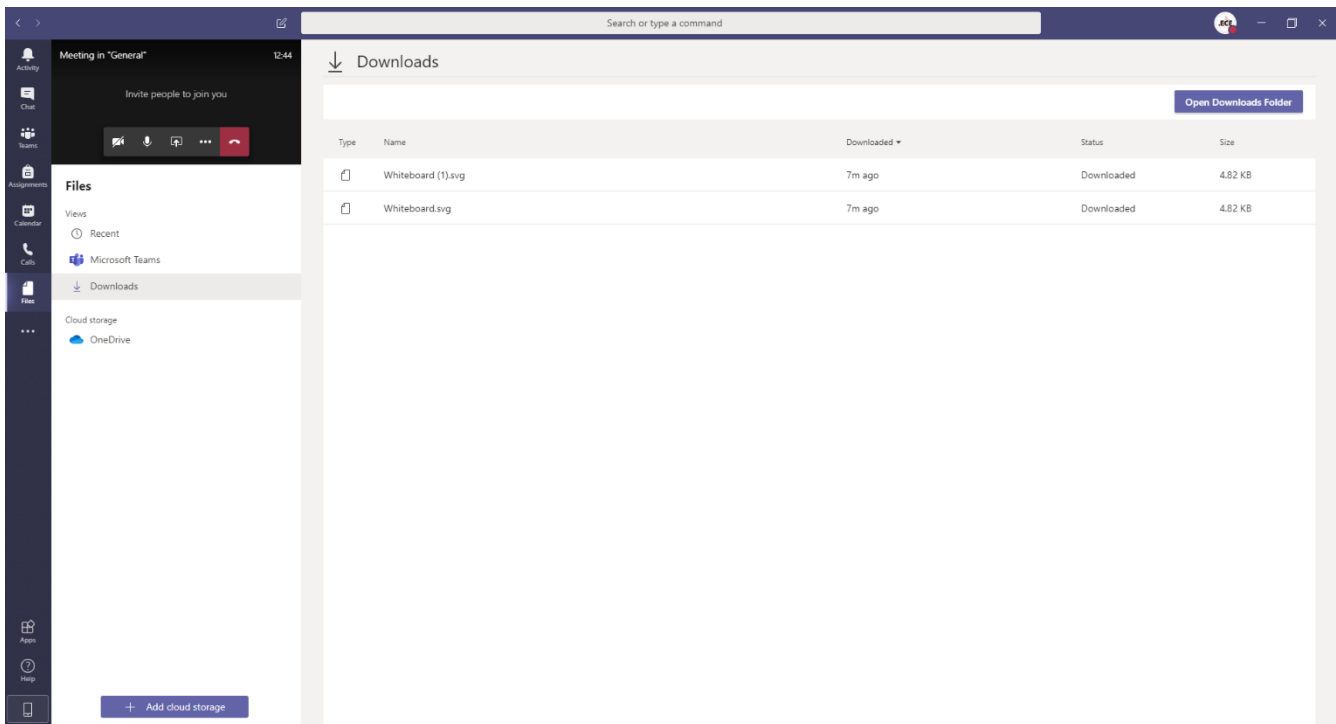 Search or type a command
.ECE
Activity
Chat
Teams
Assignments
Calendar
Calls
Files
Apps
Help
Meeting in "General" 12:44
Invite people to join you
Files
Views
Recent
Microsoft Teams
Downloads
Cloud storage
OneDrive
+ Add cloud storage
Downloads
Open Downloads Folder
Type Name Downloaded Status Size
Whiteboard (1).svg 7m ago Downloaded 4.82 KB
Whiteboard.svg 7m ago Downloaded 4.82 KB